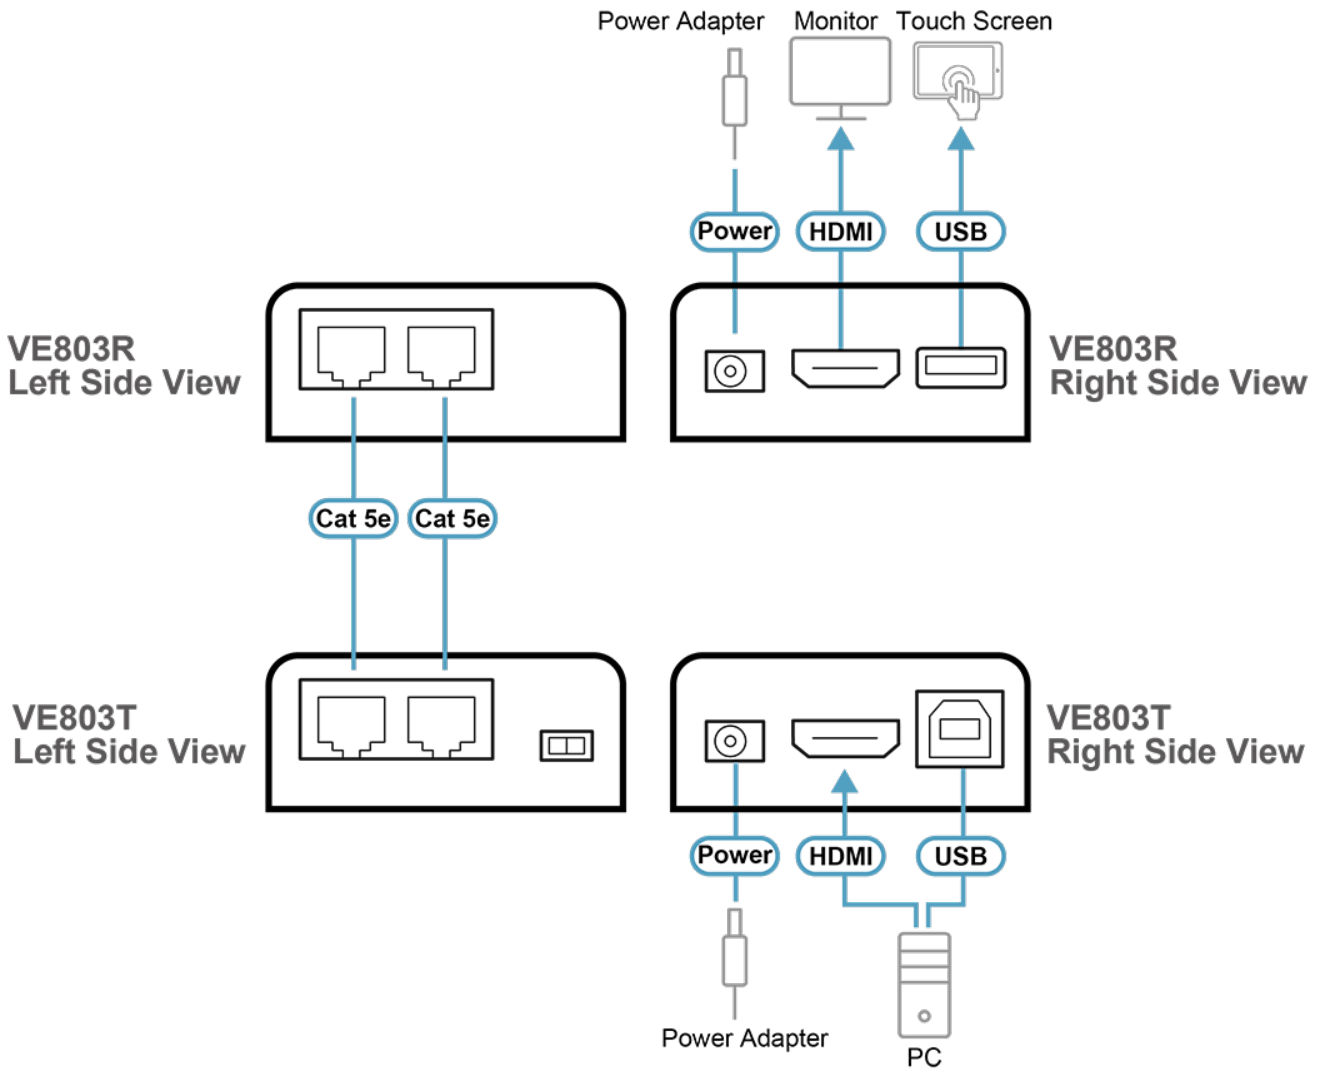 Power Adapter
Monitor
Touch Screen
Power
HDMI
USB
VE803R
Left Side View
VE803R
Right Side View
Cat 5e
Cat 5e
VE803T
Left Side View
VE803T
Right Side View
Power
HDMI
USB
Power Adapter
PC